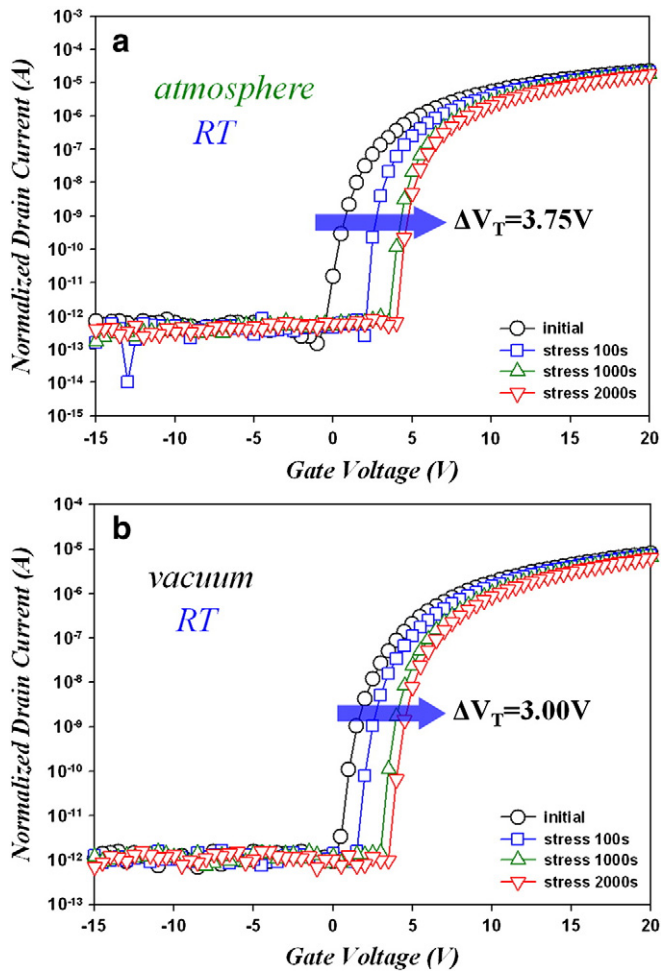 a
atmosphere
RT
ΔV_T=3.75V
Normalized Drain Current (A)
10^-3
10^-4
10^-5
10^-6
10^-7
10^-8
10^-9
10^-10
10^-11
10^-12
10^-13
10^-14
10^-15
initial
stress 100s
stress 1000s
stress 2000s
-15 -10 -5 0 5 10 15 20
Gate Voltage (V)
b
vacuum
RT
ΔV_T=3.00V
Normalized Drain Current (A)
10^-4
10^-5
10^-6
10^-7
10^-8
10^-9
10^-10
10^-11
10^-12
10^-13
initial
stress 100s
stress 1000s
stress 2000s
-15 -10 -5 0 5 10 15 20
Gate Voltage (V)